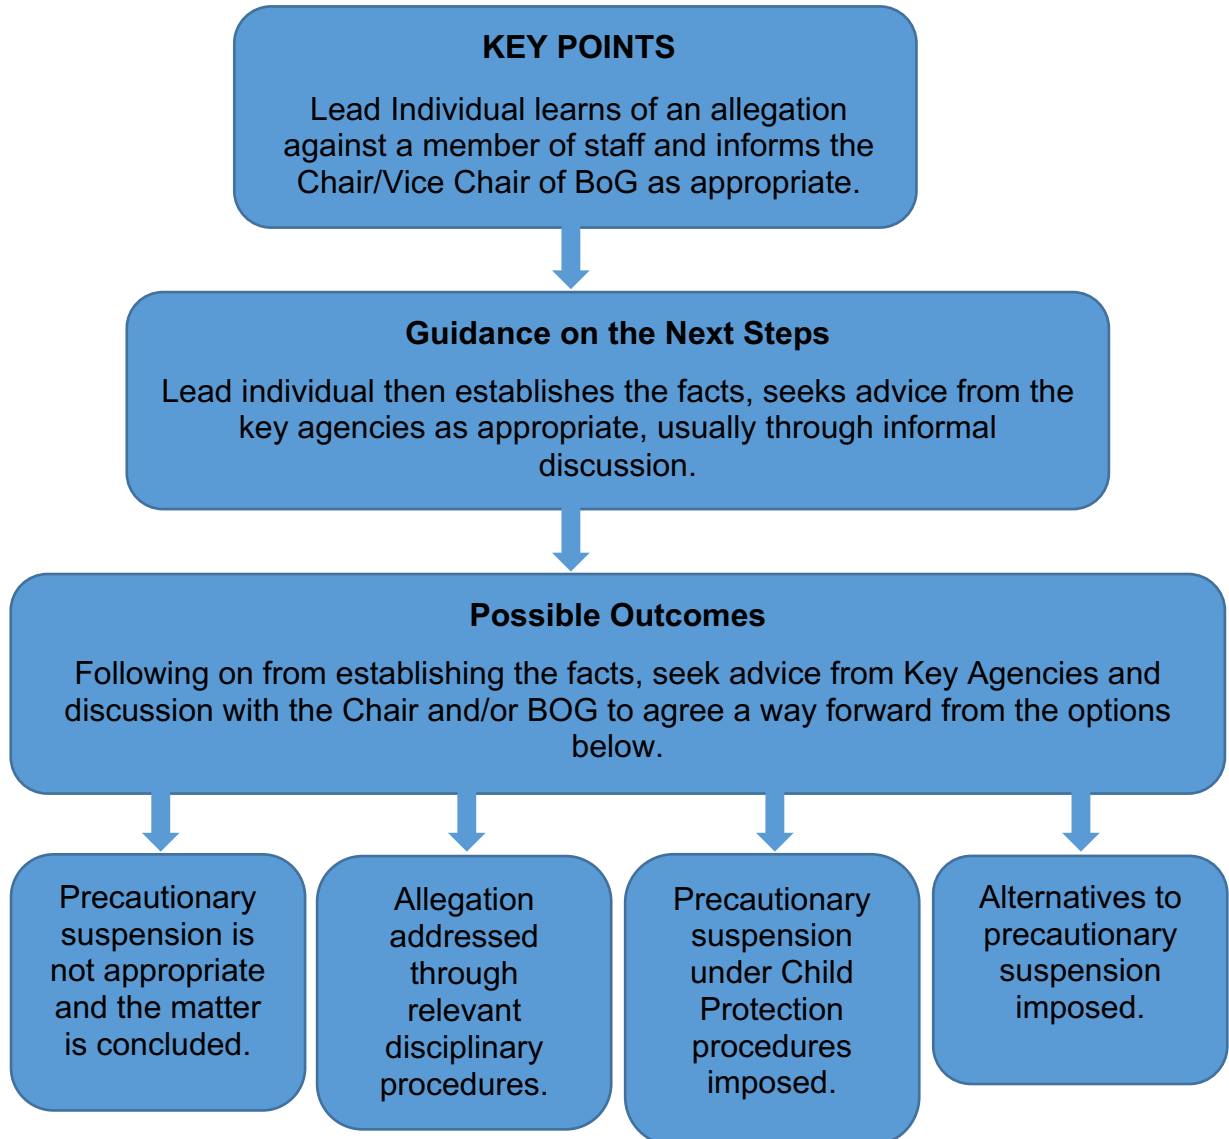 KEY POINTS
Lead Individual learns of an allegation
against a member of staff and informs the
Chair/Vice Chair of BoG as appropriate.
Guidance on the Next Steps
Lead individual then establishes the facts, seeks advice from the
key agencies as appropriate, usually through informal
discussion.
Possible Outcomes
Following on from establishing the facts, seek advice from Key Agencies and
discussion with the Chair and/or BOG to agree a way forward from the options
below.
Precautionary
suspension is
not appropriate
and the matter
is concluded.
Allegation
addressed
through
relevant
disciplinary
procedures.
Precautionary
suspension
under Child
Protection
procedures
imposed.
Alternatives to
precautionary
suspension
imposed.